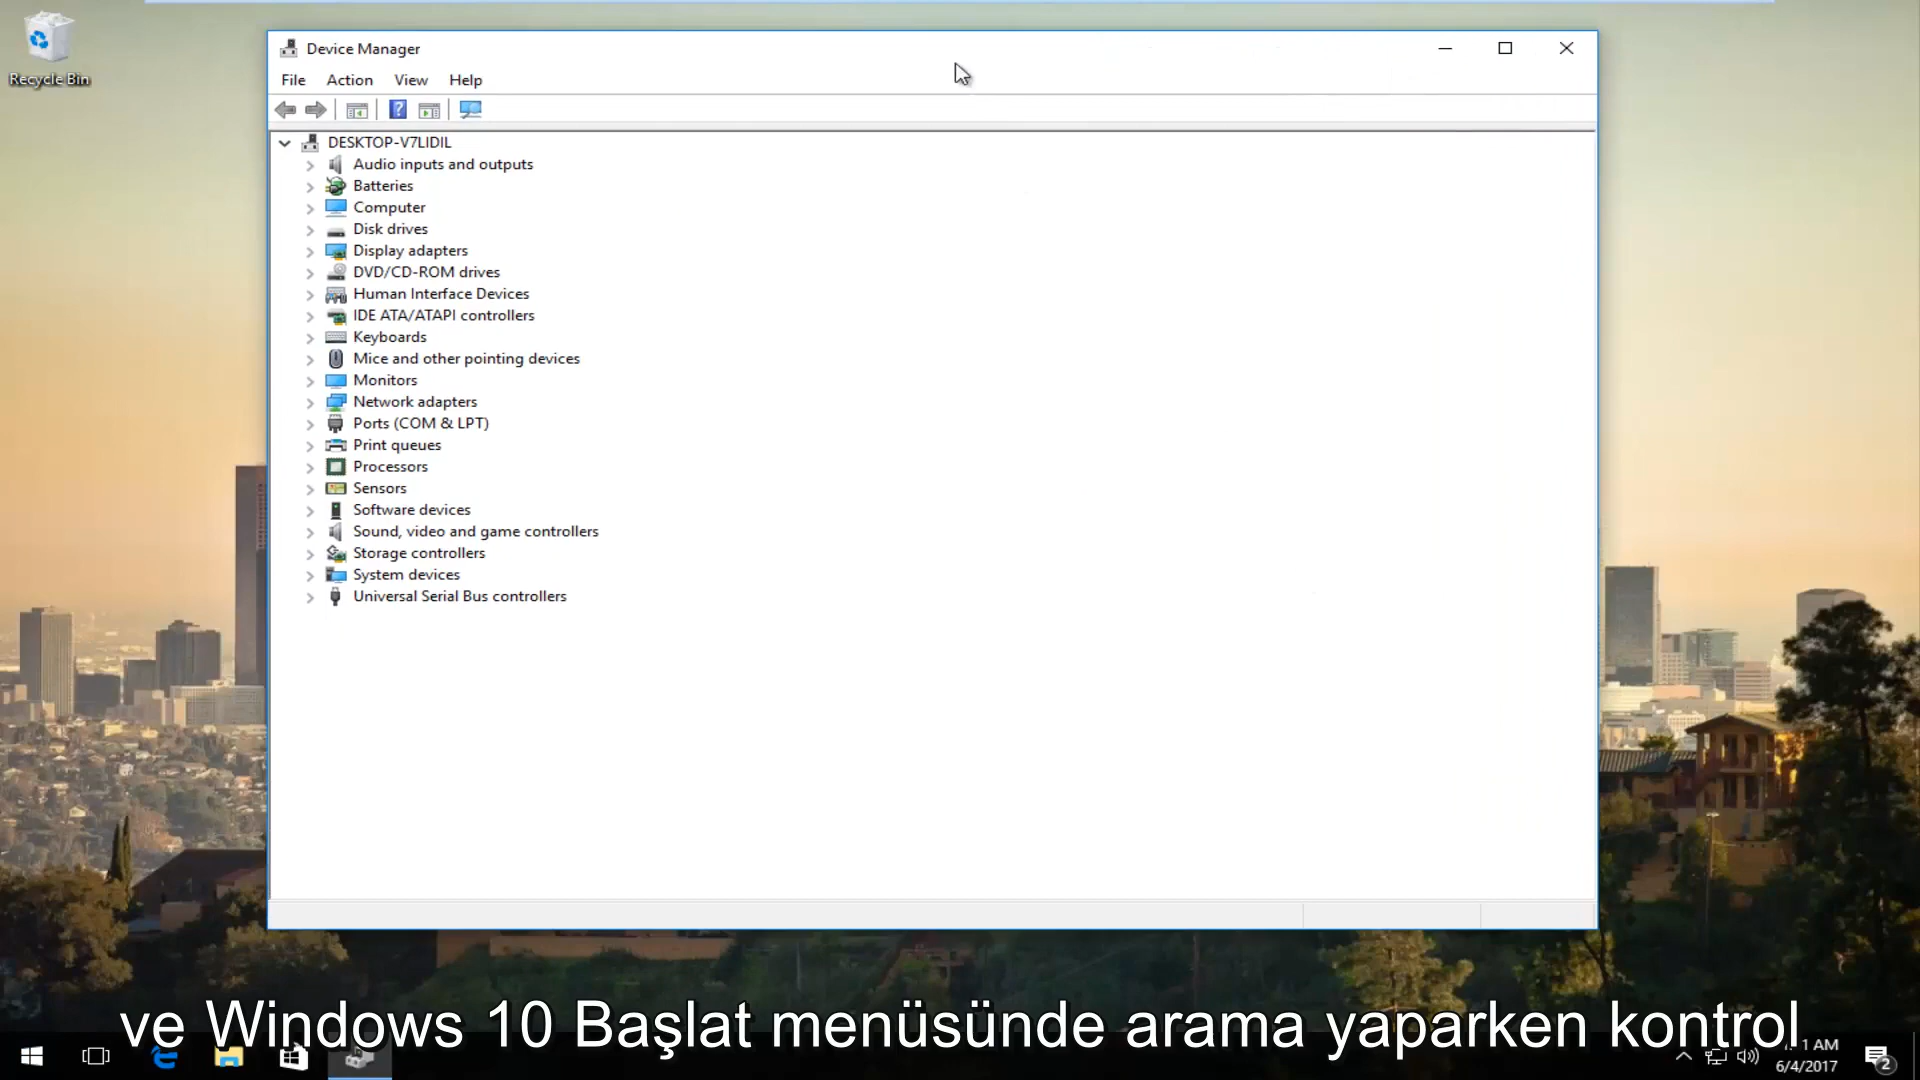 Recycle Bin
Device Manager
File Action View Help
DESKTOP-V7LIDIL
Audio inputs and outputs
Batteries
Computer
Disk drives
Display adapters
DVD/CD-ROM drives
Human Interface Devices
IDE ATA/ATAPI controllers
Keyboards
Mice and other pointing devices
Monitors
Network adapters
Ports (COM & LPT)
Print queues
Processors
Sensors
Software devices
Sound, video and game controllers
Storage controllers
System devices
Universal Serial Bus controllers
ve Windows 10 Başlat menüsünde arama yaparken kontrol
AM
6/4/2017
2